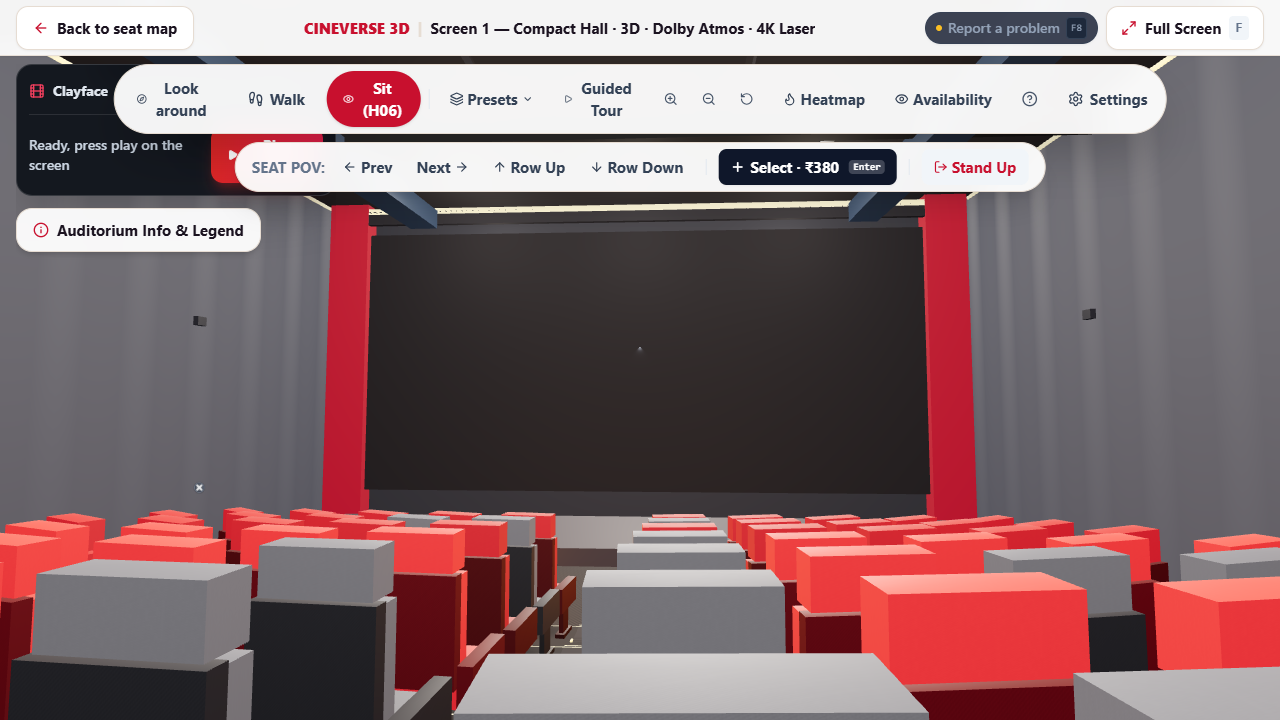 Back to seat map
CINEVERSE 3D | Screen 1 — Compact Hall · 3D · Dolby Atmos · 4K Laser
Report a problem F8
Full Screen F
Clayface
Look around
Walk
Sit (H06)
Presets
Guided Tour
Heatmap
Availability
Settings
Ready, press play on the
screen
SEAT POV:
Prev
Next
Row Up
Row Down
Select · ₹380 Enter
Stand Up
Auditorium Info & Legend